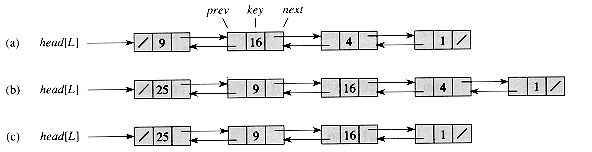 prev key next
(a) head[L] / 9 16 4 1 /
(b) head[L] / 25 9 16 4 1 /
(c) head[L] / 25 9 16 1 /